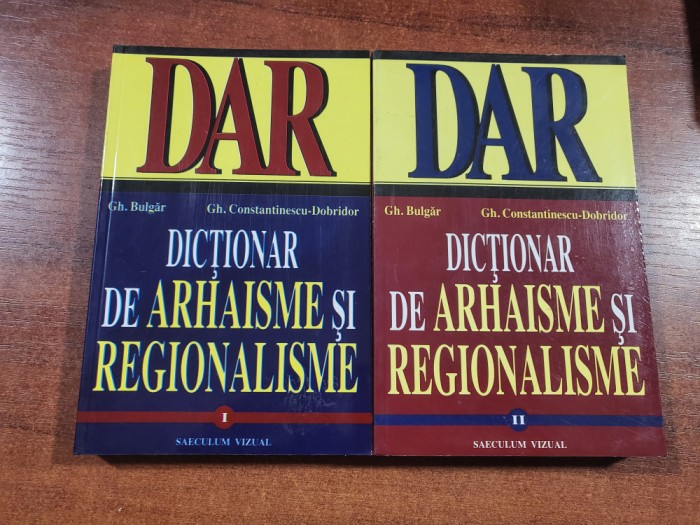 DAR
Gh. Bulgăr Gh. Constantinescu-Dobridor
DICȚIONAR
DE ARHAISME ȘI
REGIONALISME
I
SAECULUM VIZUAL
DAR
Gh. Bulgăr Gh. Constantinescu-Dobridor
DICȚIONAR
DE ARHAISME ȘI
REGIONALISME
II
SAECULUM VIZUAL